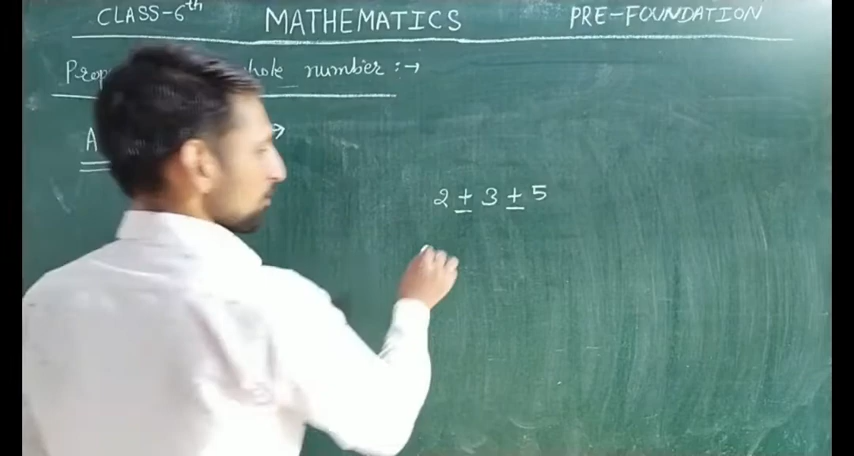 CLASS-6th MATHEMATICS PRE-FOUNDATION
number :→
2 + 3 + 5